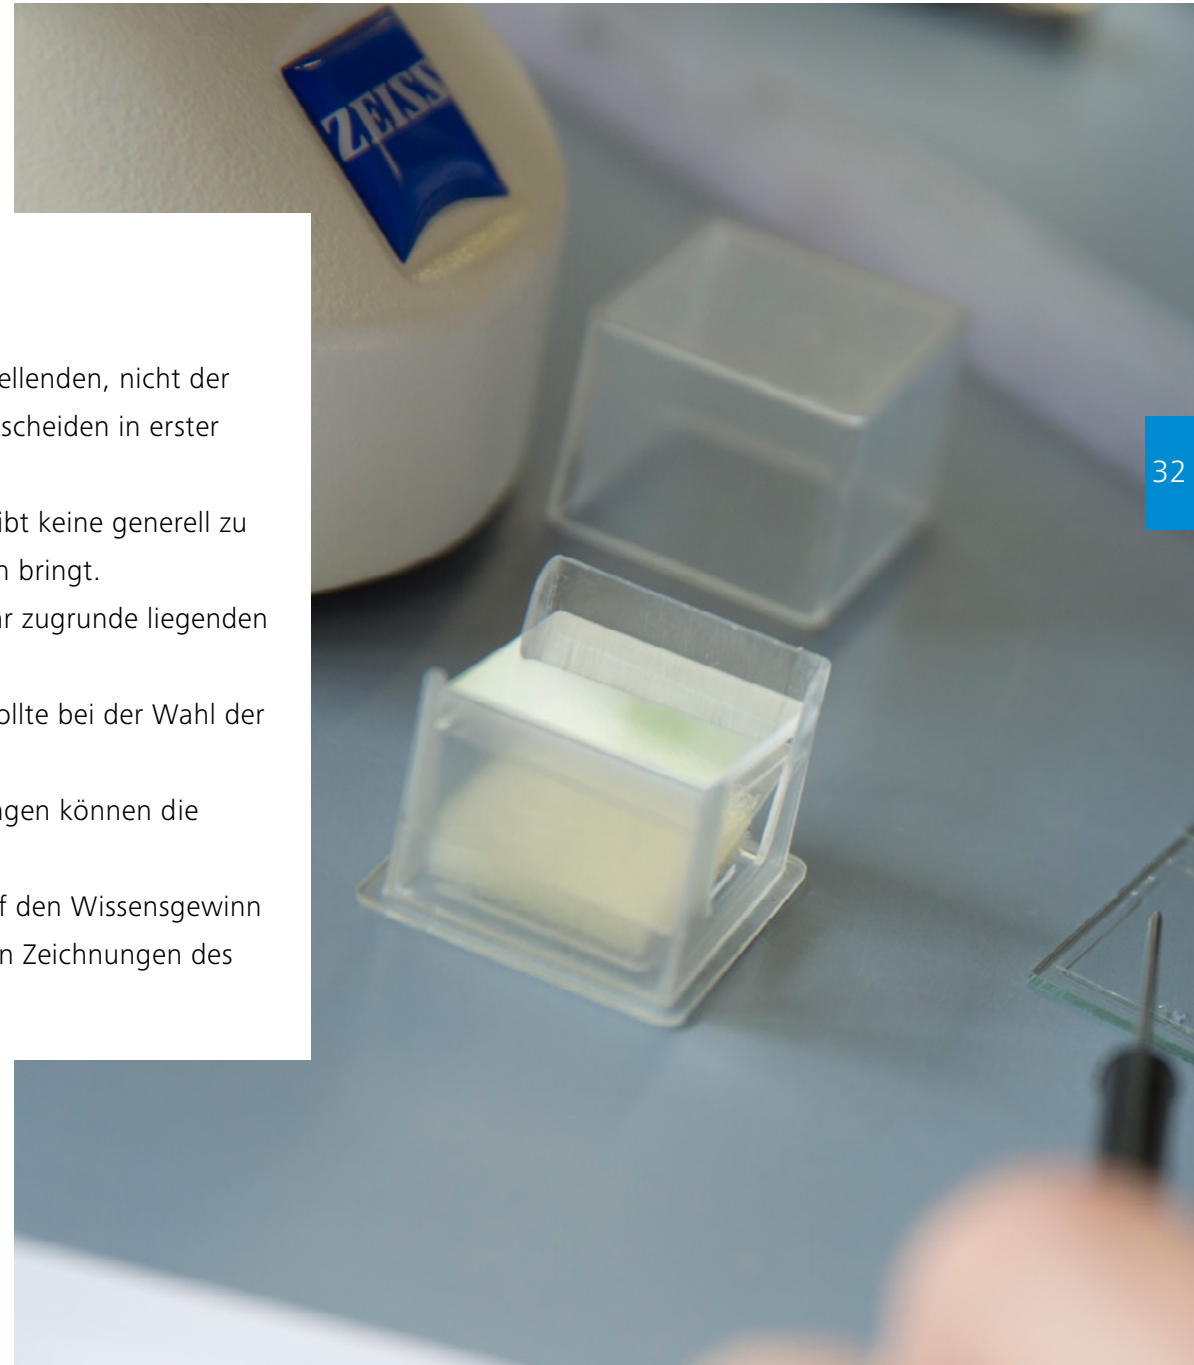 ZEISS
ellenden, nicht der
scheiden in erster
ibt keine generell zu
n bringt.
zugrunde liegenden
ollte bei der Wahl der
ngen können die
f den Wissensgewinn
n Zeichnungen des
32